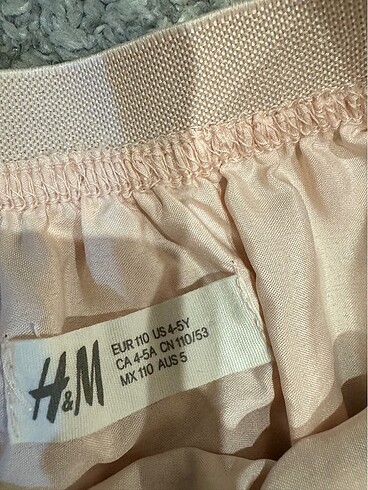 H&M
EUR 110 US 4-5Y
CA 4-5A CN 110/53
MX 110 AUS 5